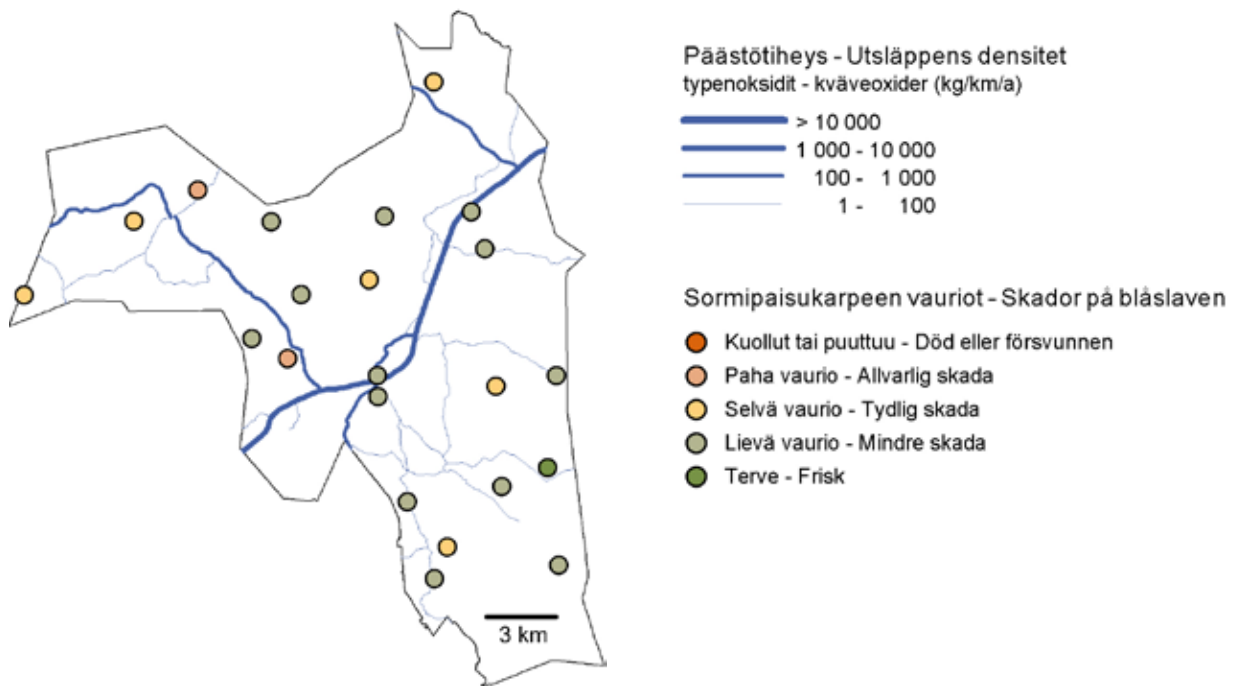 Päästötiheys - Utsläppens densitet
typenoksidit - kväveoxider (kg/km/a)
> 10 000
1 000 - 10 000
100 - 1 000
1 - 100
Sormipaisukarpeen vauriot - Skador på blåslaven
Kuollut tai puuttuu - Död eller försvunnen
Paha vaurio - Allvarlig skada
Selvä vaurio - Tydlig skada
Lievä vaurio - Mindre skada
Terve - Frisk
3 km